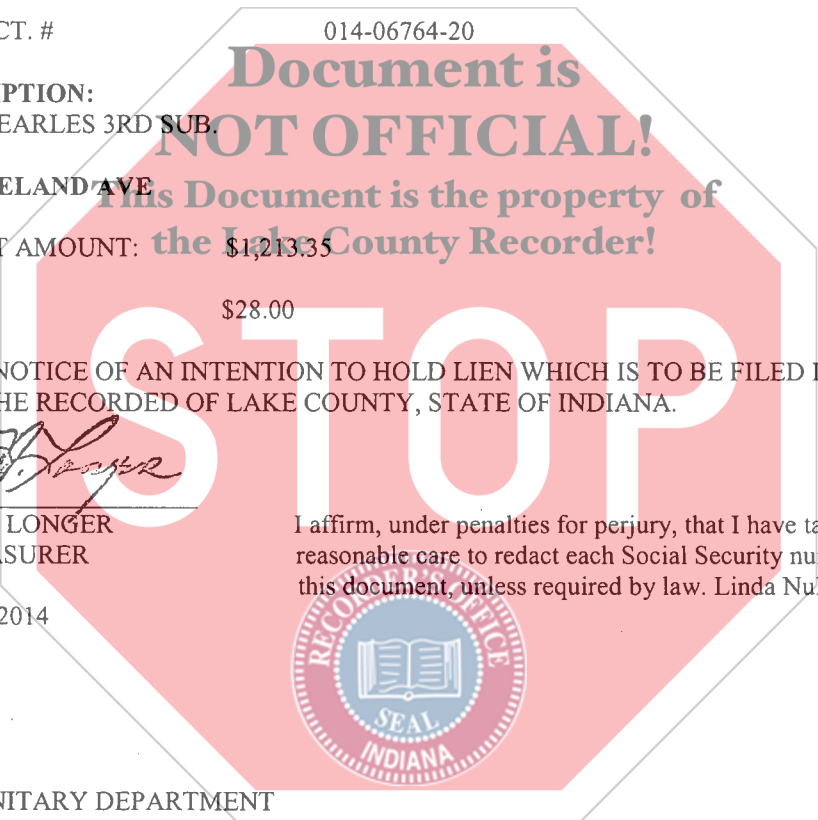 CT. # 014-06764-20
Document is
IPTION:
EARLES 3RD SUB.
NOT OFFICIAL!
ELAND AVE
This Document is the property of
T AMOUNT: $1,213.35
the Lake County Recorder!
$28.00
STOP
NOTICE OF AN INTENTION TO HOLD LIEN WHICH IS TO BE FILED I
HE RECORDED OF LAKE COUNTY, STATE OF INDIANA.
LONGER
ASURER
I affirm, under penalties for perjury, that I have ta
reasonable care to redact each Social Security nu
this document, unless required by law. Linda Nu
2014
RECORDER'S OFFICE
SEAL
INDIANA
NITARY DEPARTMENT